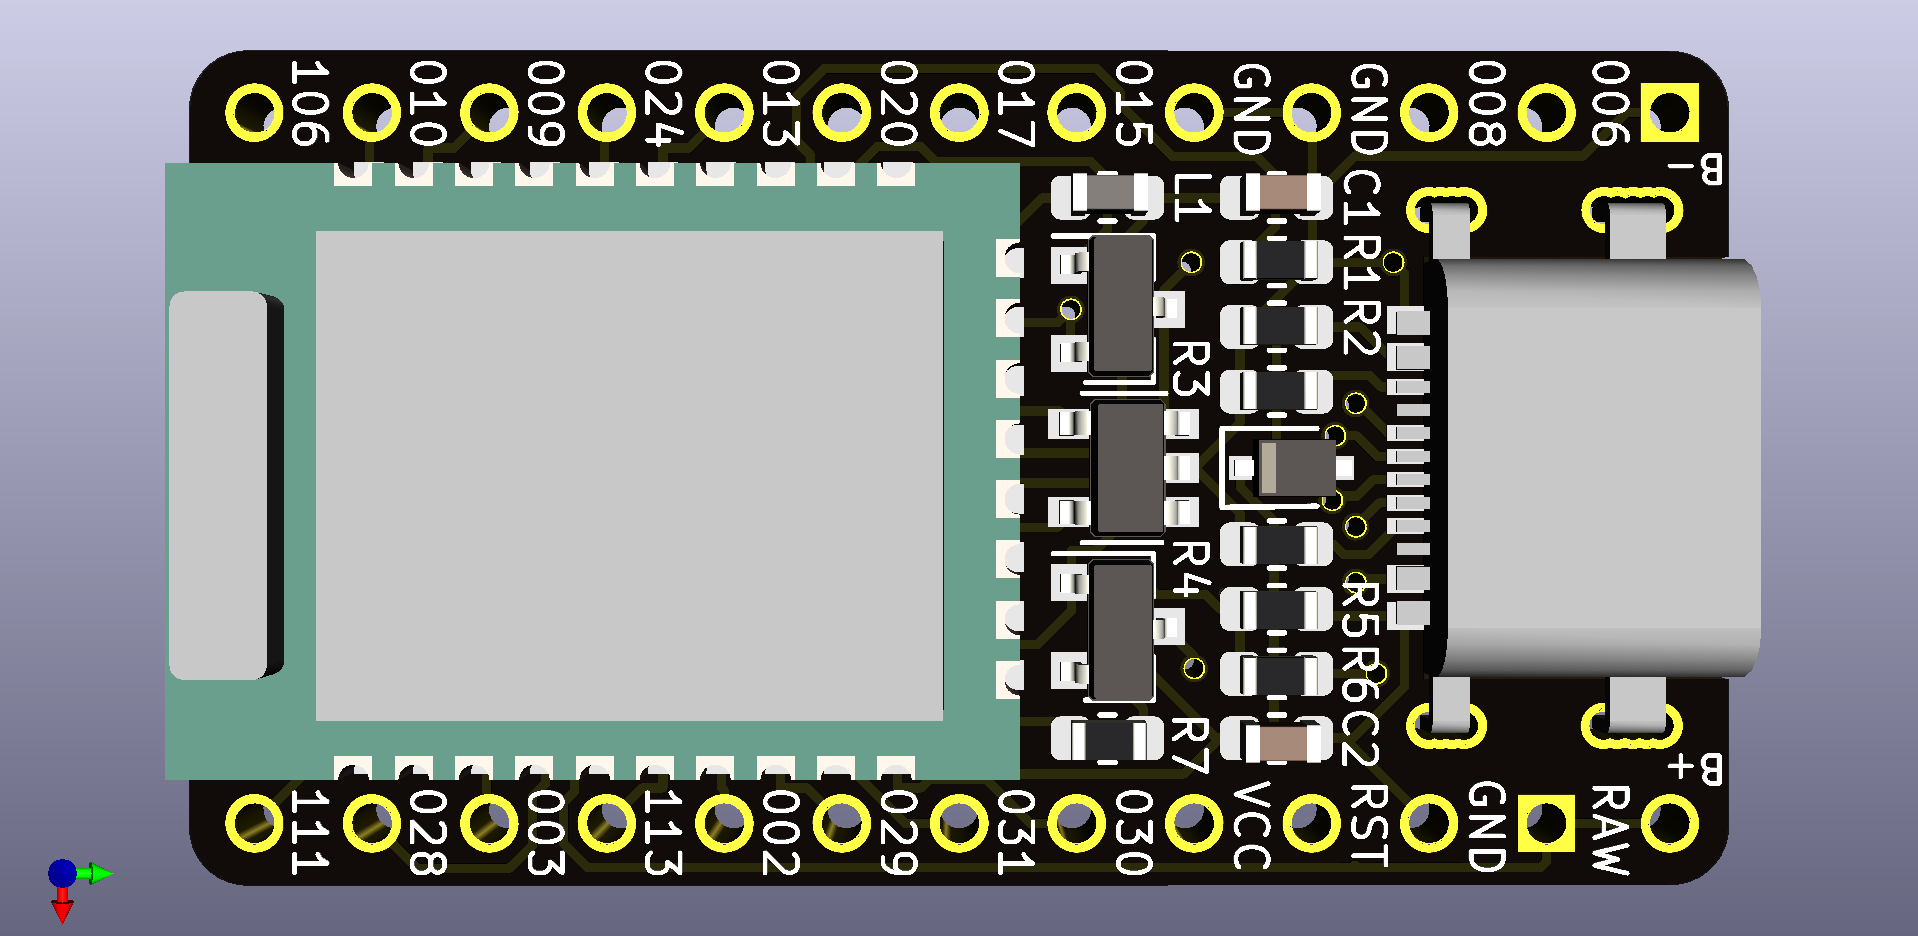 106
010
009
024
013
020
017
015
GND
GND
008
006
B-
L1
C1
R1
R2
R3
R4
R5
R6
C2
R7
B+
111
028
003
113
002
029
031
030
VCC
RST
GND
RAW